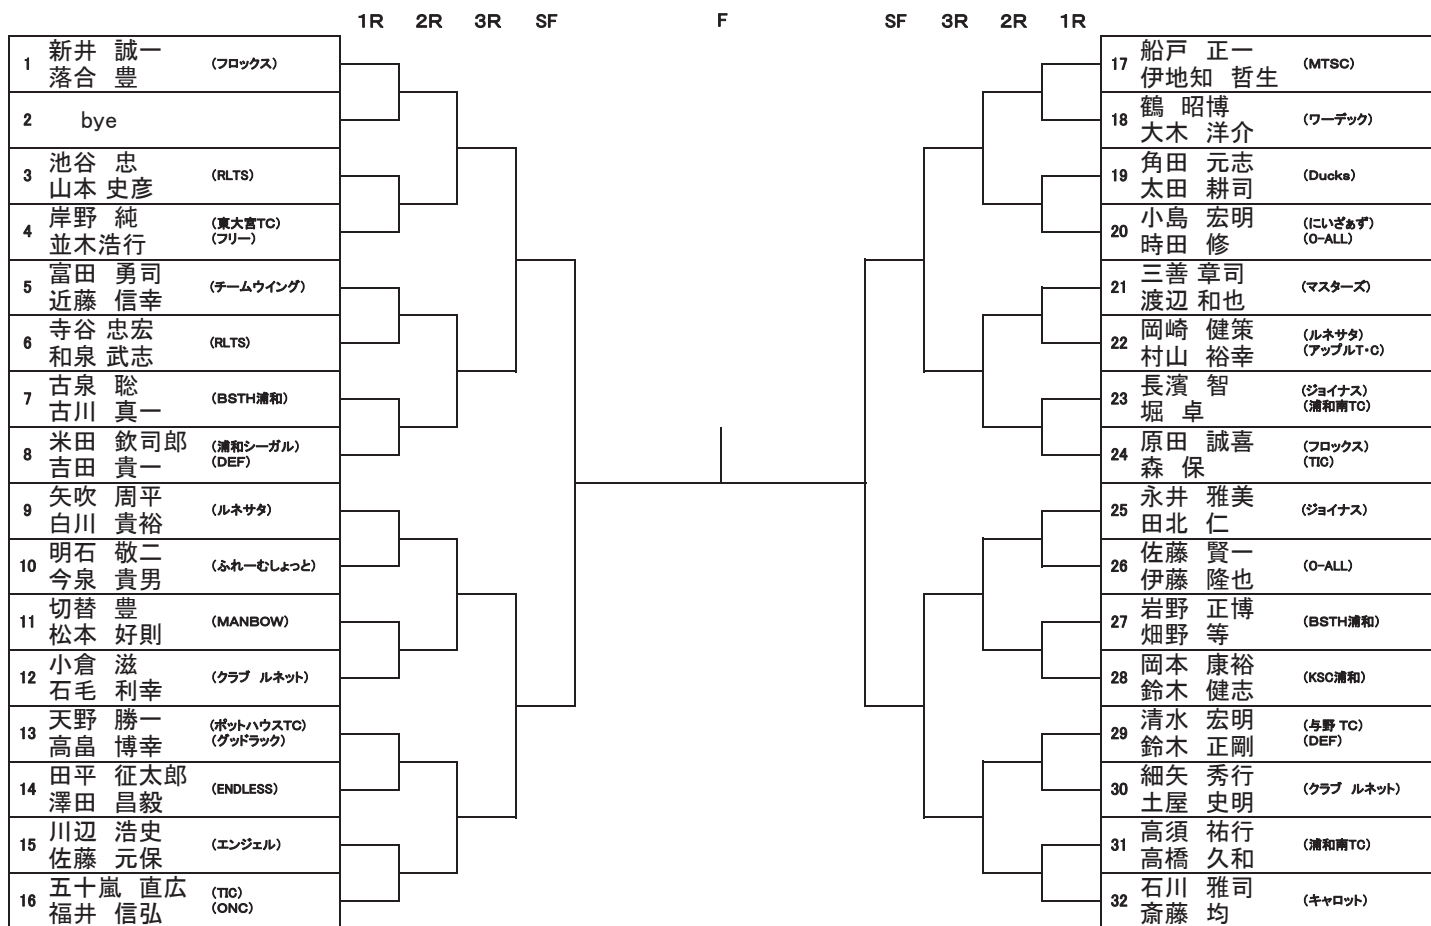 1R 2R 3R SF F SF 3R 2R 1R
1 新井 誠一 (フロックス)
落合 豊
2 bye
3 池谷 忠 (RLTS)
山本 史彦
4 岸野 純 (東大宮TC)
並木浩行 (フリー)
5 富田 勇司 (チームウイング)
近藤 信幸
6 寺谷 忠宏 (RLTS)
和泉 武志
7 古泉 聡 (BSTH浦和)
古川 真一
8 米田 欽司郎 (浦和シーガル)
吉田 貴一 (DEF)
9 矢吹 周平 (ルネサタ)
白川 貴裕
10 明石 敬二 (ふれーむしょっと)
今泉 貴男
11 切替 豊 (MANBOW)
松本 好則
12 小倉 滋 (クラブ ルネット)
石毛 利幸
13 天野 勝一 (ポットハウスTC)
高畠 博幸 (グッドラック)
14 田平 征太郎 (ENDLESS)
澤田 昌毅
15 川辺 浩史 (エンジェル)
佐藤 元保
16 五十嵐 直広 (TIC)
福井 信弘 (ONC)
17 船戸 正一 (MTSC)
伊地知 哲生
18 鶴 昭博 (ワーデック)
大木 洋介
19 角田 元志 (Ducks)
太田 耕司
20 小島 宏明 (にいざぁず)
時田 修 (O-ALL)
21 三善 章司 (マスターズ)
渡辺 和也
22 岡崎 健策 (ルネサタ)
村山 裕幸 (アップルT・C)
23 長濱 智 (ジョイナス)
堀 卓 (浦和南TC)
24 原田 誠喜 (フロックス)
森 保 (TIC)
25 永井 雅美 (ジョイナス)
田北 仁
26 佐藤 賢一 (O-ALL)
伊藤 隆也
27 岩野 正博 (BSTH浦和)
畑野 等
28 岡本 康裕 (KSC浦和)
鈴木 健志
29 清水 宏明 (与野 TC)
鈴木 正剛 (DEF)
30 細矢 秀行 (クラブ ルネット)
土屋 史明
31 高須 祐行 (浦和南TC)
高橋 久和
32 石川 雅司 (キャロット)
斎藤 均